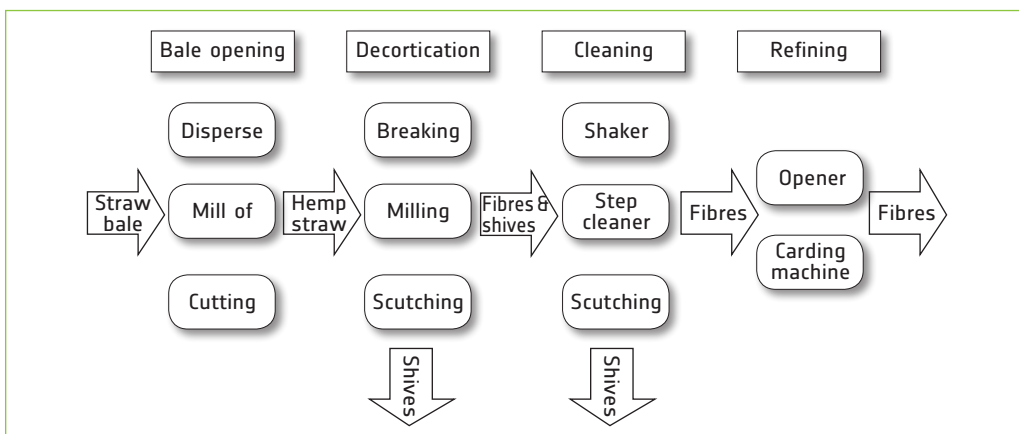 Bale opening
Decortication
Cleaning
Refining
Disperse
Breaking
Shaker
Straw
bale
Mill of
Hemp
straw
Milling
Fibres &
shives
Step
cleaner
Fibres
Opener
Carding
machine
Fibres
Cutting
Scutching
Scutching
Shives
Shives